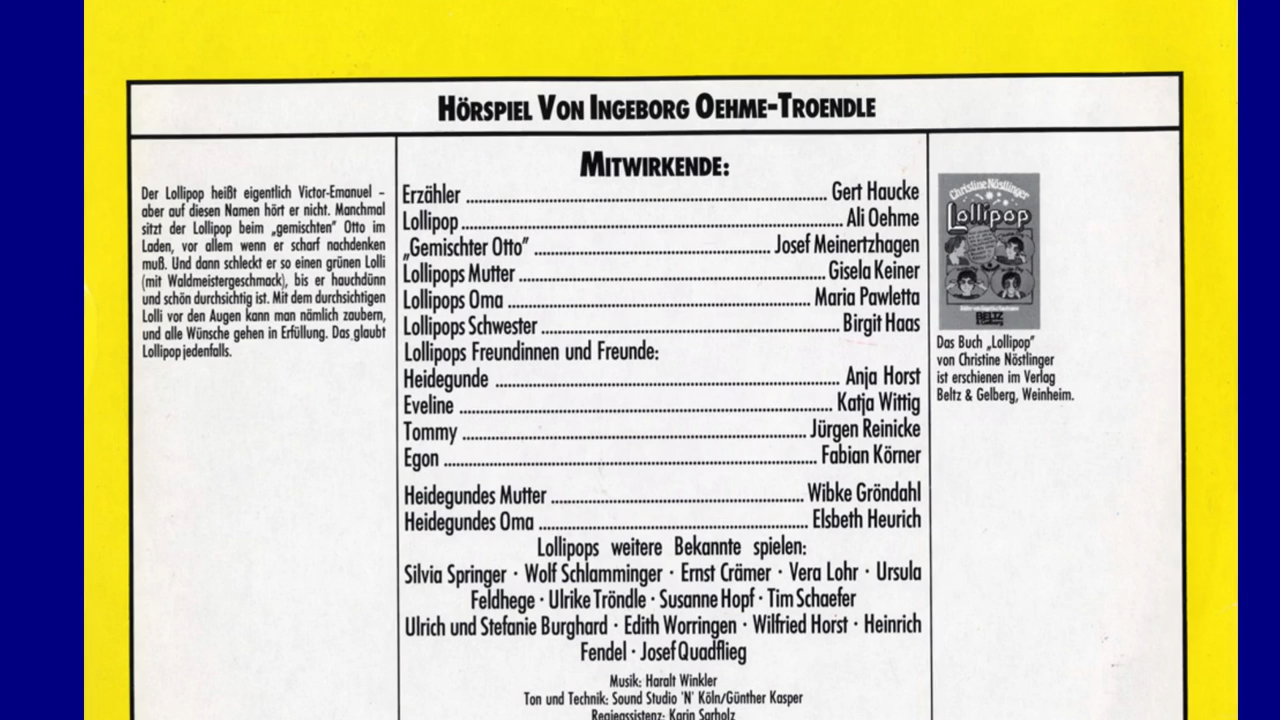 HÖRSPIEL VON INGEBORG OEHME-TROENDLE
Der Lollipop heißt eigentlich Victor-Emanuel –
aber auf diesen Namen hört er nicht. Manchmal
sitzt der Lollipop beim „gemischten" Otto im
Laden, vor allem wenn er scharf nachdenken
muß. Und dann schleckt er so einen grünen Lolli
(mit Waldmeistergeschmack), bis er hauchdünn
und schön durchsichtig ist. Mit dem durchsichtigen
Lolli vor den Augen kann man nämlich zaubern,
und alle Wünsche gehen in Erfüllung. Das glaubt
Lollipop jedenfalls.
MITWIRKENDE:
Erzähler ........ Gert Haucke
Lollipop ........ Ali Oehme
„Gemischter Otto" ........ Josef Meinertzhagen
Lollipops Mutter ........ Gisela Keiner
Lollipops Oma ........ Maria Pawletta
Lollipops Schwester ........ Birgit Haas
Lollipops Freundinnen und Freunde:
Heidegunde ........ Anja Horst
Eveline ........ Katja Wittig
Tommy ........ Jürgen Reinicke
Egon ........ Fabian Körner
Heidegundes Mutter ........ Wibke Gröndahl
Heidegundes Oma ........ Elsbeth Heurich
Lollipops weitere Bekannte spielen:
Silvia Springer · Wolf Schlamminger · Ernst Crämer · Vera Lohr · Ursula
Feldhege · Ulrike Tröndle · Susanne Hopf · Tim Schaefer
Ulrich und Stefanie Burghard · Edith Worringen · Wilfried Horst · Heinrich
Fendel · Josef Quadflieg
Musik: Haralt Winkler
Ton und Technik: Sound Studio 'N' Köln/Günther Kasper
Regieassistenz: Karin Sarholz
Christine Nöstlinger
Lollipop
BELTZ
& Gelberg
Das Buch „Lollipop"
von Christine Nöstlinger
ist erschienen im Verlag
Beltz & Gelberg, Weinheim.